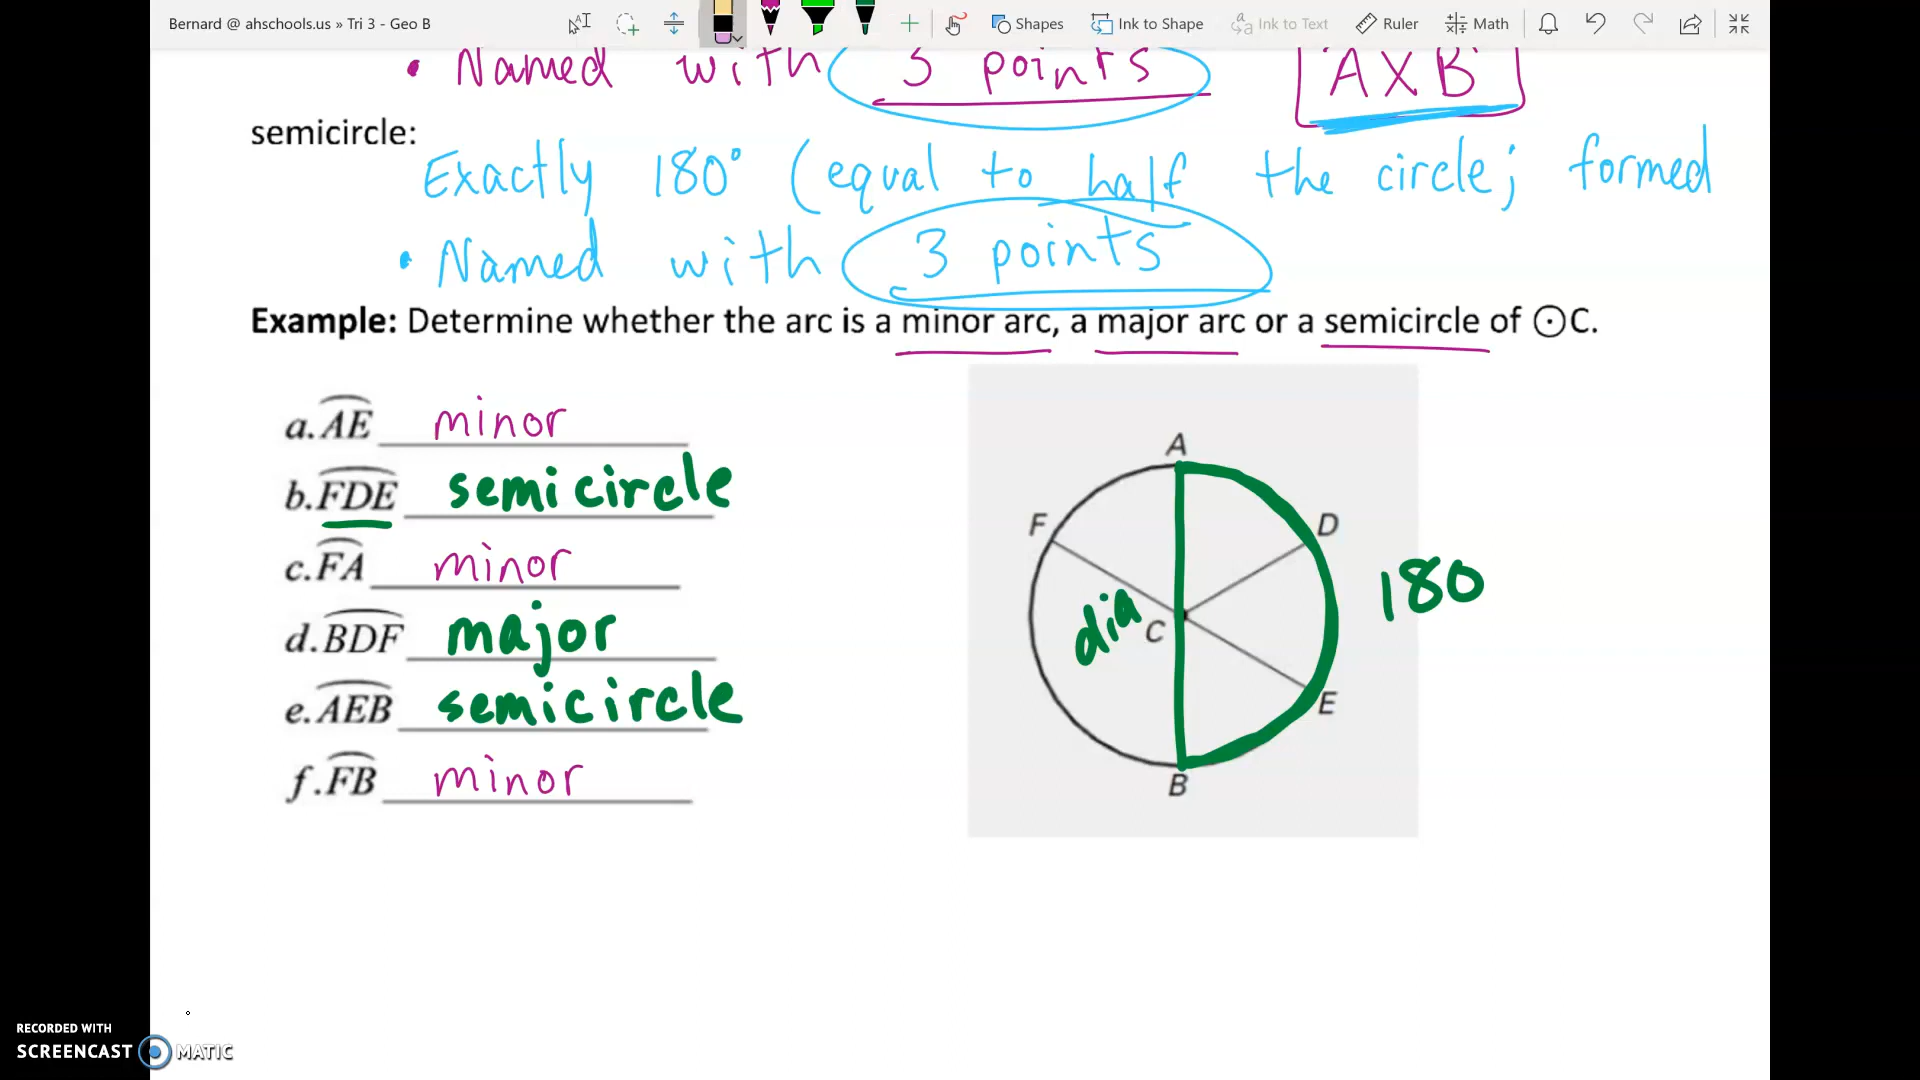 Bernard @ ahschools.us » Tri 3 - Geo B
Shapes
Ink to Shape
Ink to Text
Ruler
Math
• Named with 3 points AXB
semicircle:
Exactly 180° (equal to half the circle; formed
• Named with 3 points
Example: Determine whether the arc is a minor arc, a major arc or a semicircle of ⊙C.
a. AE minor
b. FDE semicircle
c. FA minor
d. BDF major
e. AEB semicircle
f. FB minor
A
F
D
180
dia
C
E
B
RECORDED WITH
SCREENCAST MATIC